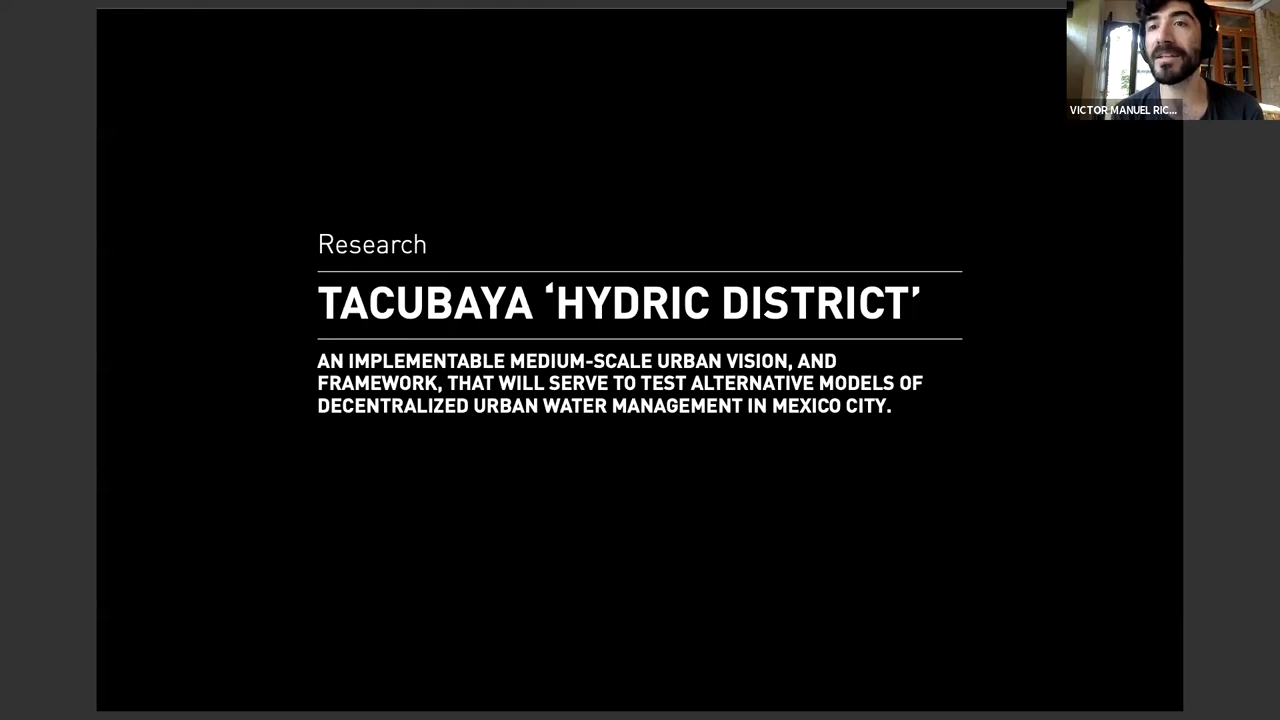 VICTOR MANUEL RIC...
Research
TACUBAYA ‘HYDRIC DISTRICT’
AN IMPLEMENTABLE MEDIUM-SCALE URBAN VISION, AND
FRAMEWORK, THAT WILL SERVE TO TEST ALTERNATIVE MODELS OF
DECENTRALIZED URBAN WATER MANAGEMENT IN MEXICO CITY.